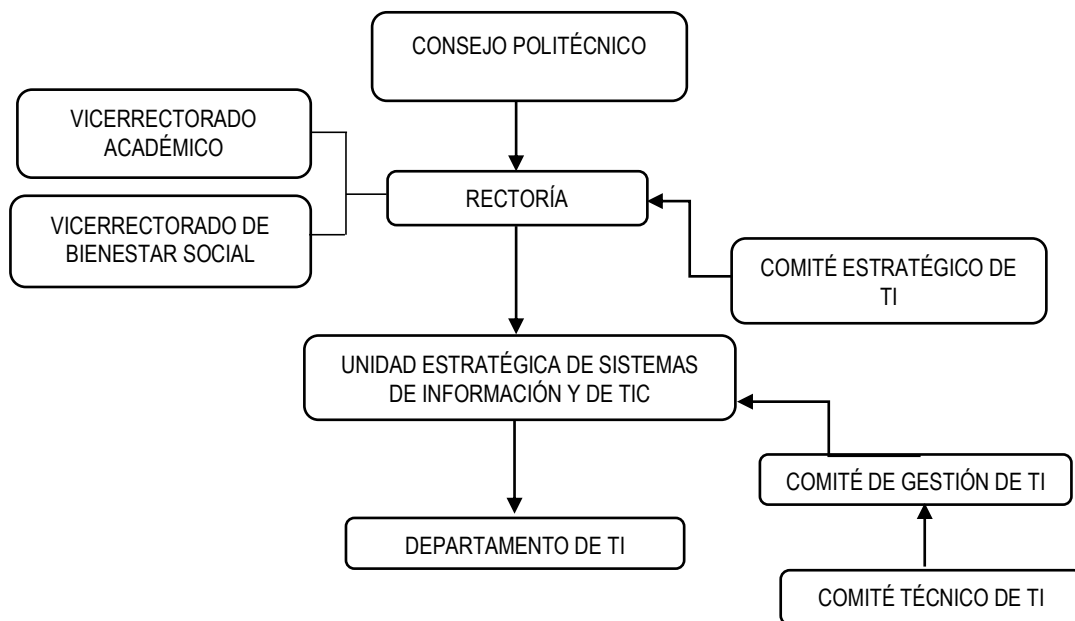 CONSEJO POLITÉCNICO
VICERRECTORADO
ACADÉMICO
RECTORÍA
VICERRECTORADO DE
BIENESTAR SOCIAL
COMITÉ ESTRATÉGICO DE
TI
UNIDAD ESTRATÉGICA DE SISTEMAS
DE INFORMACIÓN Y DE TIC
COMITÉ DE GESTIÓN DE TI
DEPARTAMENTO DE TI
COMITÉ TÉCNICO DE TI